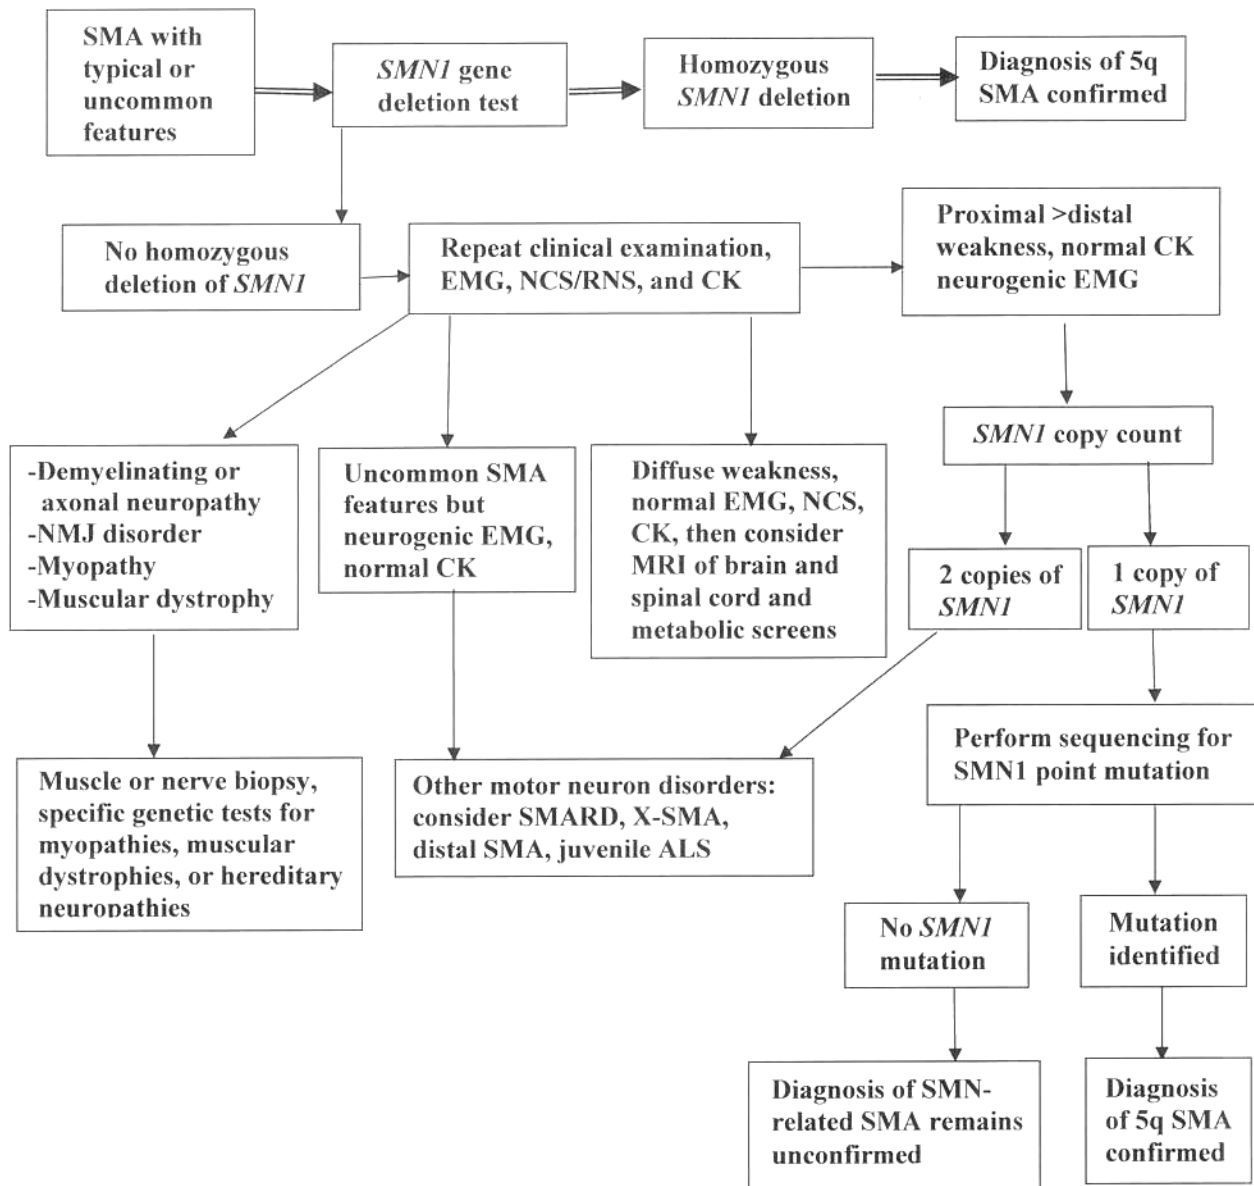 SMA with
typical or
uncommon
features
SMN1 gene
deletion test
Homozygous
SMN1 deletion
Diagnosis of 5q
SMA confirmed
No homozygous
deletion of SMN1
Repeat clinical examination,
EMG, NCS/RNS, and CK
Proximal >distal
weakness, normal CK
neurogenic EMG
SMN1 copy count
-Demyelinating or
axonal neuropathy
-NMJ disorder
-Myopathy
-Muscular dystrophy
Uncommon SMA
features but
neurogenic EMG,
normal CK
Diffuse weakness,
normal EMG, NCS,
CK, then consider
MRI of brain and
spinal cord and
metabolic screens
2 copies of
SMN1
1 copy of
SMN1
Muscle or nerve biopsy,
specific genetic tests for
myopathies, muscular
dystrophies, or hereditary
neuropathies
Other motor neuron disorders:
consider SMARD, X-SMA,
distal SMA, juvenile ALS
Perform sequencing for
SMN1 point mutation
No SMN1
mutation
Mutation
identified
Diagnosis of SMN-
related SMA remains
unconfirmed
Diagnosis
of 5q SMA
confirmed